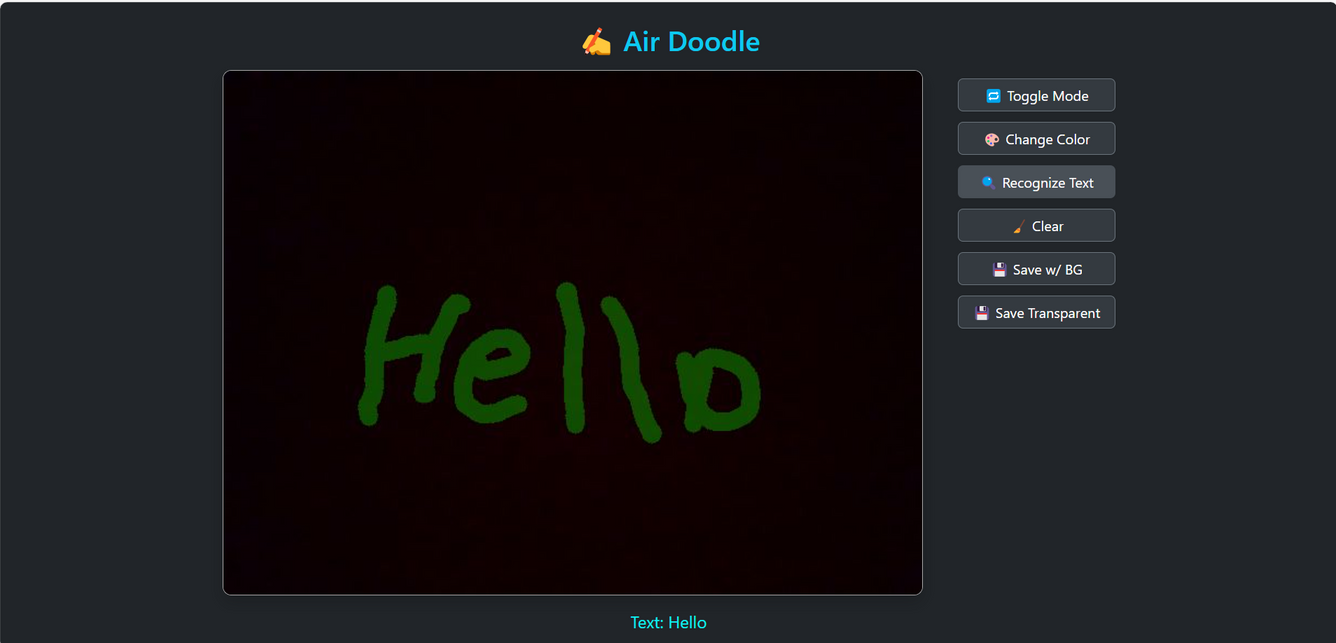 ✍️ Air Doodle
🔁 Toggle Mode
🎨 Change Color
🔍 Recognize Text
🧹 Clear
💾 Save w/ BG
💾 Save Transparent
Hello
Text: Hello